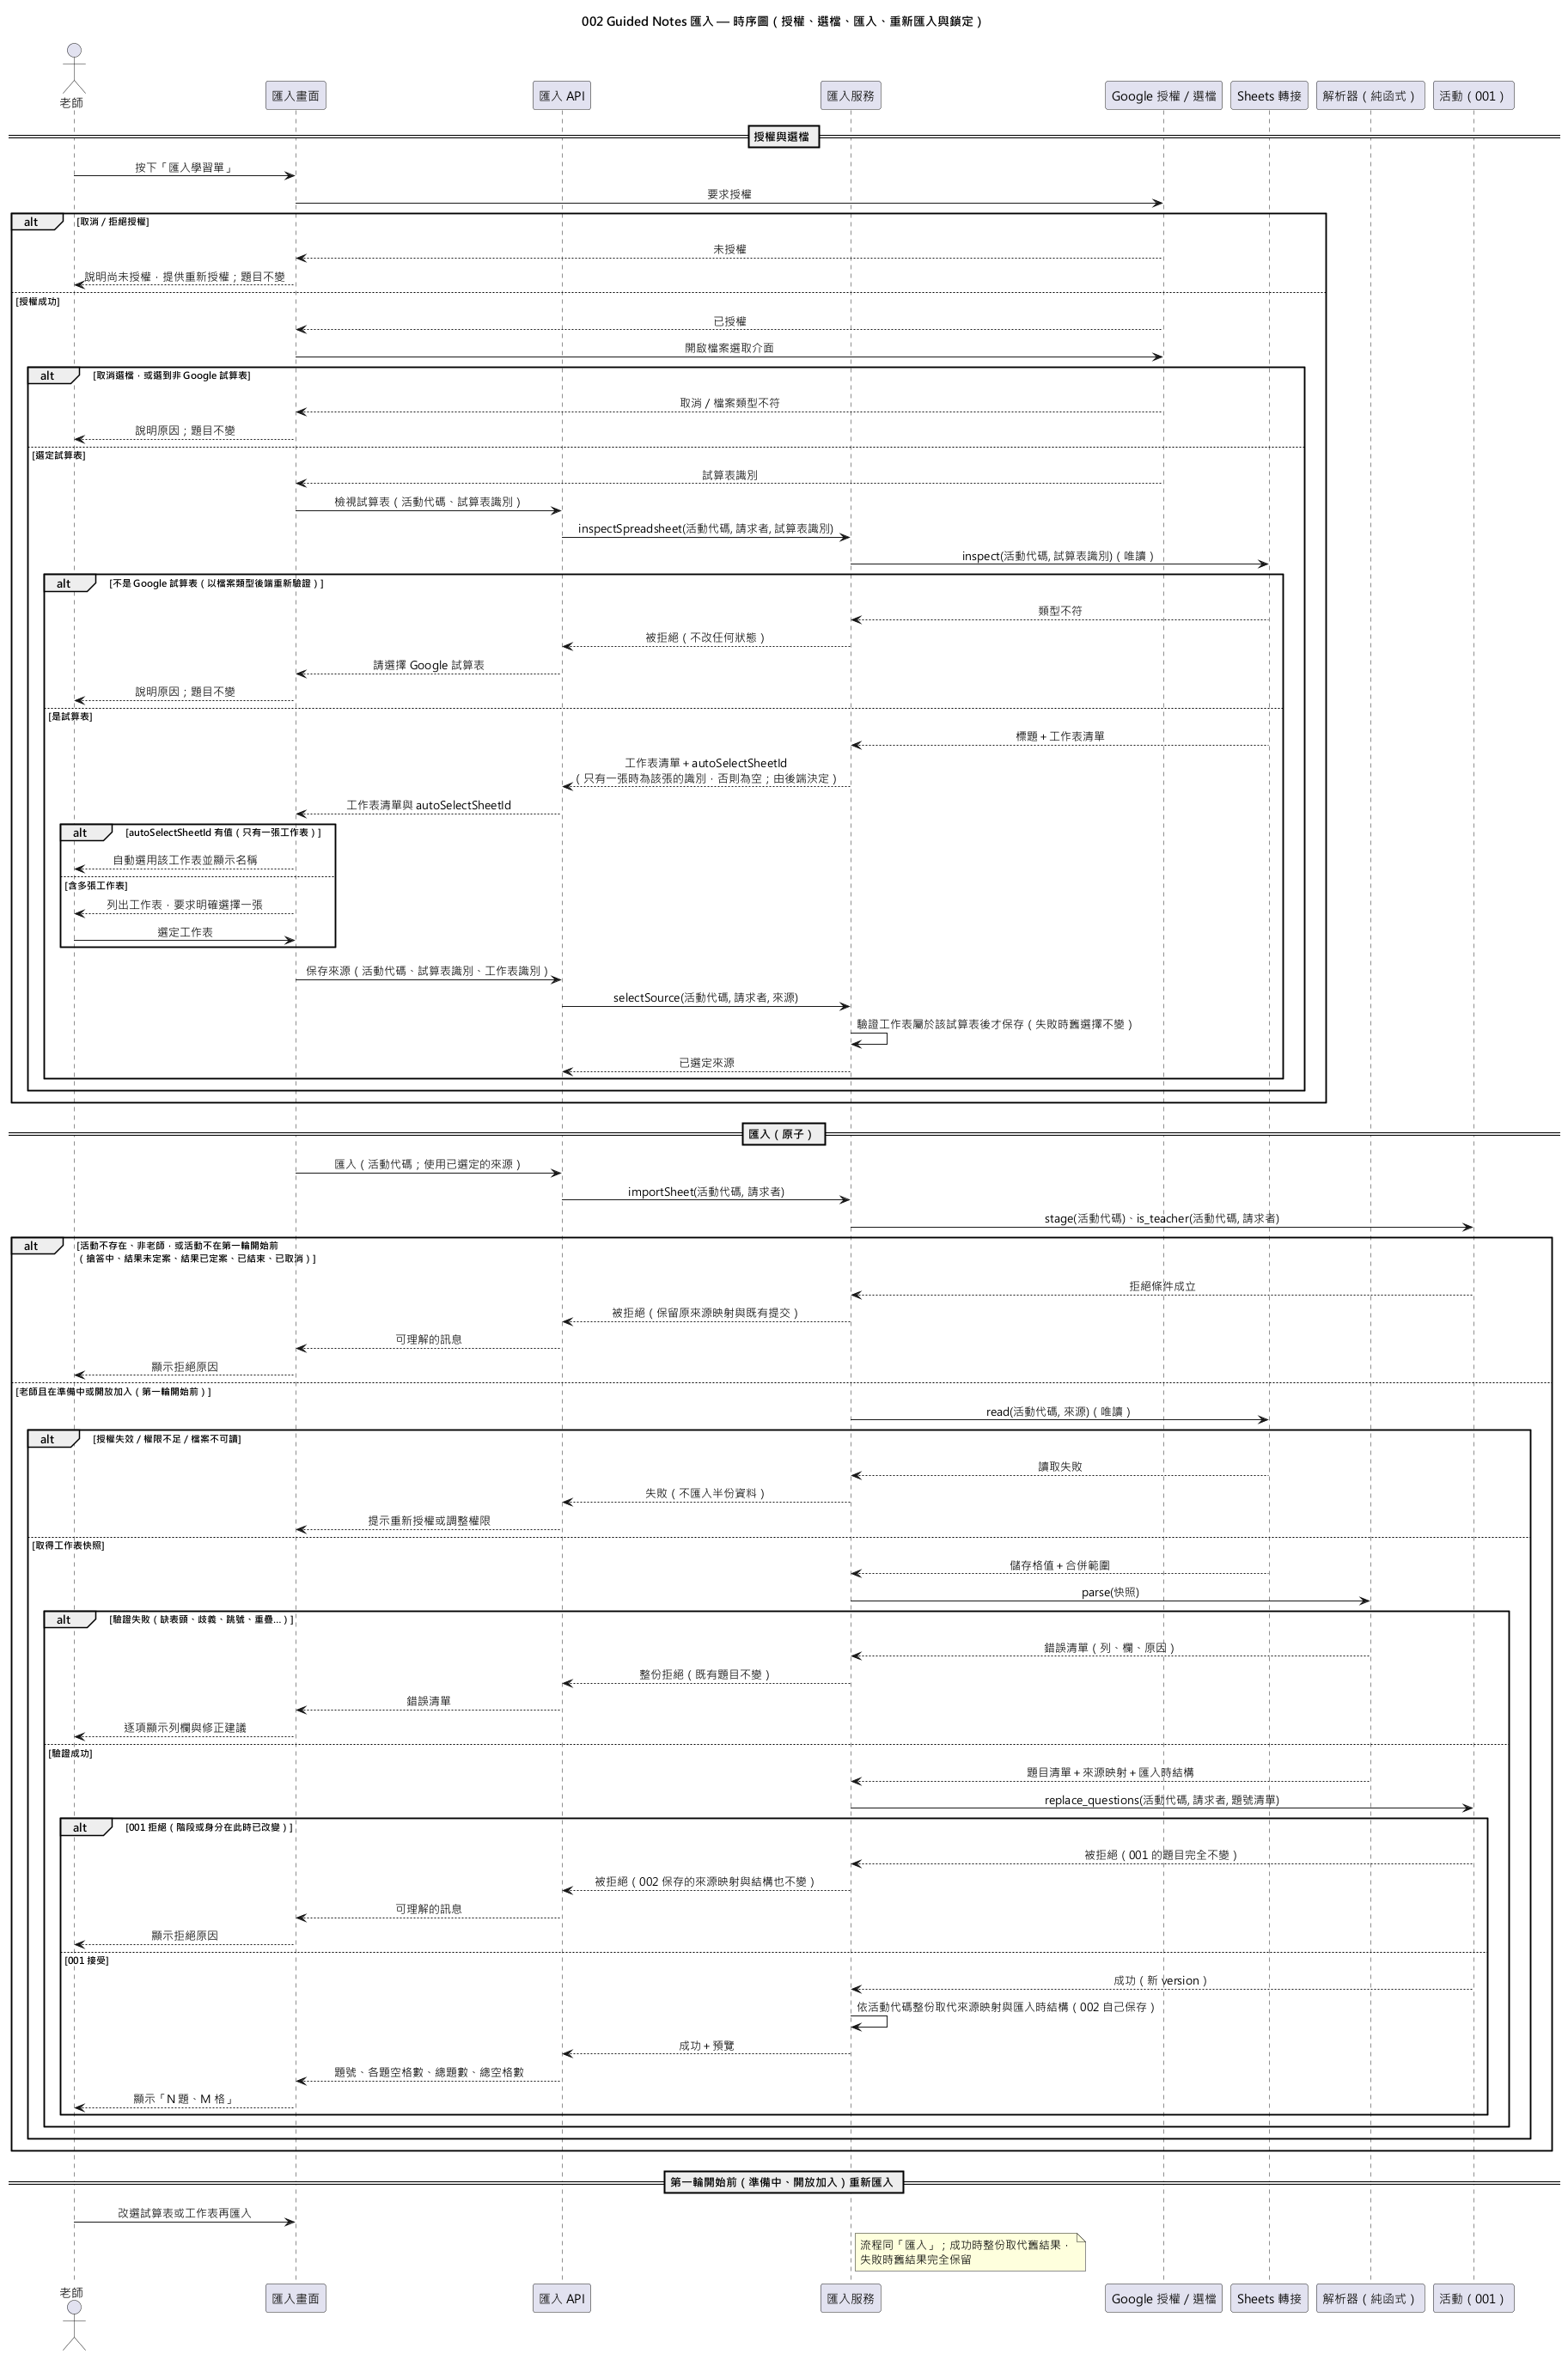 002 Guided Notes 匯入 — 時序圖（授權、選檔、匯入、重新匯入與鎖定）
老師
匯入畫面
匯入 API
匯入服務
Google 授權 / 選檔
Sheets 轉接
解析器（純函式）
活動（001）
授權與選檔
按下「匯入學習單」
要求授權
alt [取消 / 拒絕授權]
未授權
說明尚未授權，提供重新授權；題目不變
[授權成功]
已授權
開啟檔案選取介面
alt [取消選檔，或選到非 Google 試算表]
取消 / 檔案類型不符
說明原因；題目不變
[選定試算表]
試算表識別
檢視試算表（活動代碼、試算表識別）
inspectSpreadsheet(活動代碼, 請求者, 試算表識別)
inspect(活動代碼, 試算表識別)（唯讀）
alt [不是 Google 試算表（以檔案類型後端重新驗證）]
類型不符
被拒絕（不改任何狀態）
請選擇 Google 試算表
說明原因；題目不變
[是試算表]
標題 + 工作表清單
工作表清單 + autoSelectSheetId
（只有一張時為該張的識別，否則為空；由後端決定）
工作表清單與 autoSelectSheetId
alt [autoSelectSheetId 有值（只有一張工作表）]
自動選用該工作表並顯示名稱
[含多張工作表]
列出工作表，要求明確選擇一張
選定工作表
保存來源（活動代碼、試算表識別、工作表識別）
selectSource(活動代碼, 請求者, 來源)
驗證工作表屬於該試算表後才保存（失敗時舊選擇不變）
已選定來源
匯入（原子）
匯入（活動代碼；使用已選定的來源）
importSheet(活動代碼, 請求者)
stage(活動代碼)、is_teacher(活動代碼, 請求者)
alt [活動不存在、非老師，或活動不在第一輪開始前
（搶答中、結果未定案、結果已定案、已結束、已取消）]
拒絕條件成立
被拒絕（保留原來源映射與既有提交）
可理解的訊息
顯示拒絕原因
[老師且在準備中或開放加入（第一輪開始前）]
read(活動代碼, 來源)（唯讀）
alt [授權失效 / 權限不足 / 檔案不可讀]
讀取失敗
失敗（不匯入半份資料）
提示重新授權或調整權限
[取得工作表快照]
儲存格值 + 合併範圍
parse(快照)
alt [驗證失敗（缺表頭、歧義、跳號、重疊...）]
錯誤清單（列、欄、原因）
整份拒絕（既有題目不變）
錯誤清單
逐項顯示列欄與修正建議
[驗證成功]
題目清單 + 來源映射 + 匯入時結構
replace_questions(活動代碼, 請求者, 題號清單)
alt [001 拒絕（階段或身分在此時已改變）]
被拒絕（001 的題目完全不變）
被拒絕（002 保存的來源映射與結構也不變）
可理解的訊息
顯示拒絕原因
[001 接受]
成功（新 version）
依活動代碼整份取代來源映射與匯入時結構（002 自己保存）
成功 + 預覽
題號、各題空格數、總題數、總空格數
顯示「N 題、M 格」
第一輪開始前（準備中、開放加入）重新匯入
改選試算表或工作表再匯入
流程同「匯入」；成功時整份取代舊結果，
失敗時舊結果完全保留
老師
匯入畫面
匯入 API
匯入服務
Google 授權 / 選檔
Sheets 轉接
解析器（純函式）
活動（001）